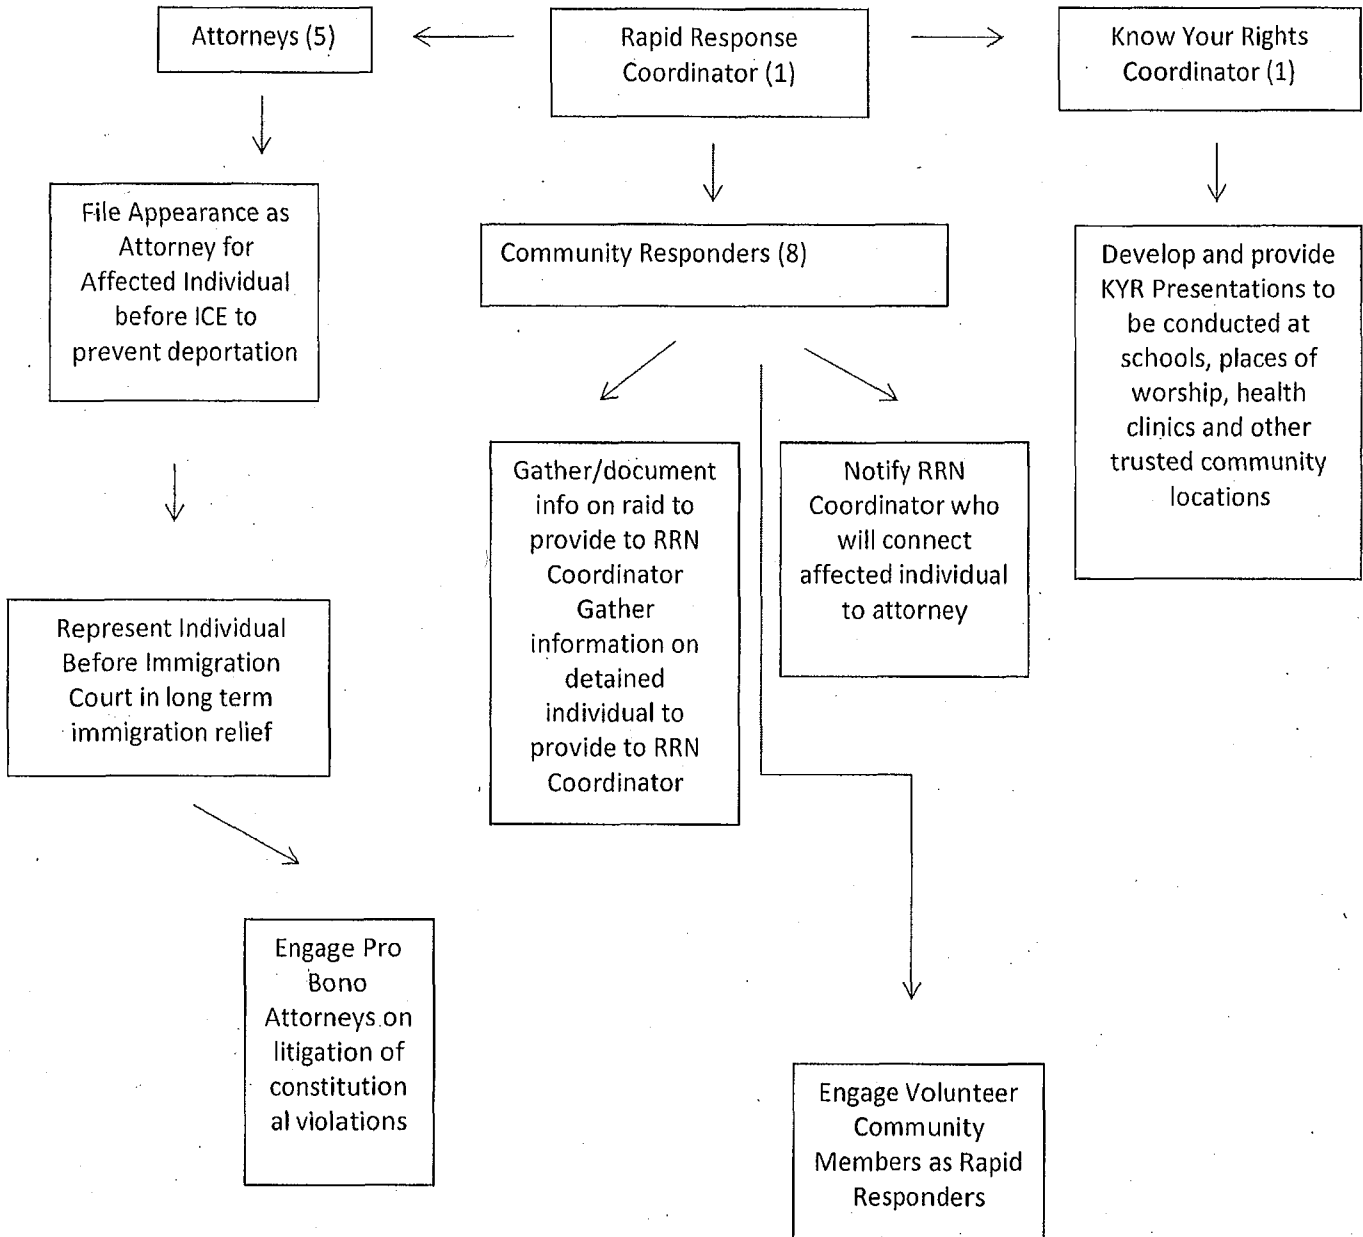 Attorneys (5)
Rapid Response
Coordinator (1)
Know Your Rights
Coordinator (1)
File Appearance as
Attorney for
Affected Individual
before ICE to
prevent deportation
Community Responders (8)
Develop and provide
KYR Presentations to
be conducted at
schools, places of
worship, health
clinics and other
trusted community
locations
Gather/document
info on raid to
provide to RRN
Coordinator
Gather
information on
detained
individual to
provide to RRN
Coordinator
Notify RRN
Coordinator who
will connect
affected individual
to attorney
Represent Individual
Before Immigration
Court in long term
immigration relief
Engage Pro
Bono
Attorneys on
litigation of
constitution
al violations
Engage Volunteer
Community
Members as Rapid
Responders